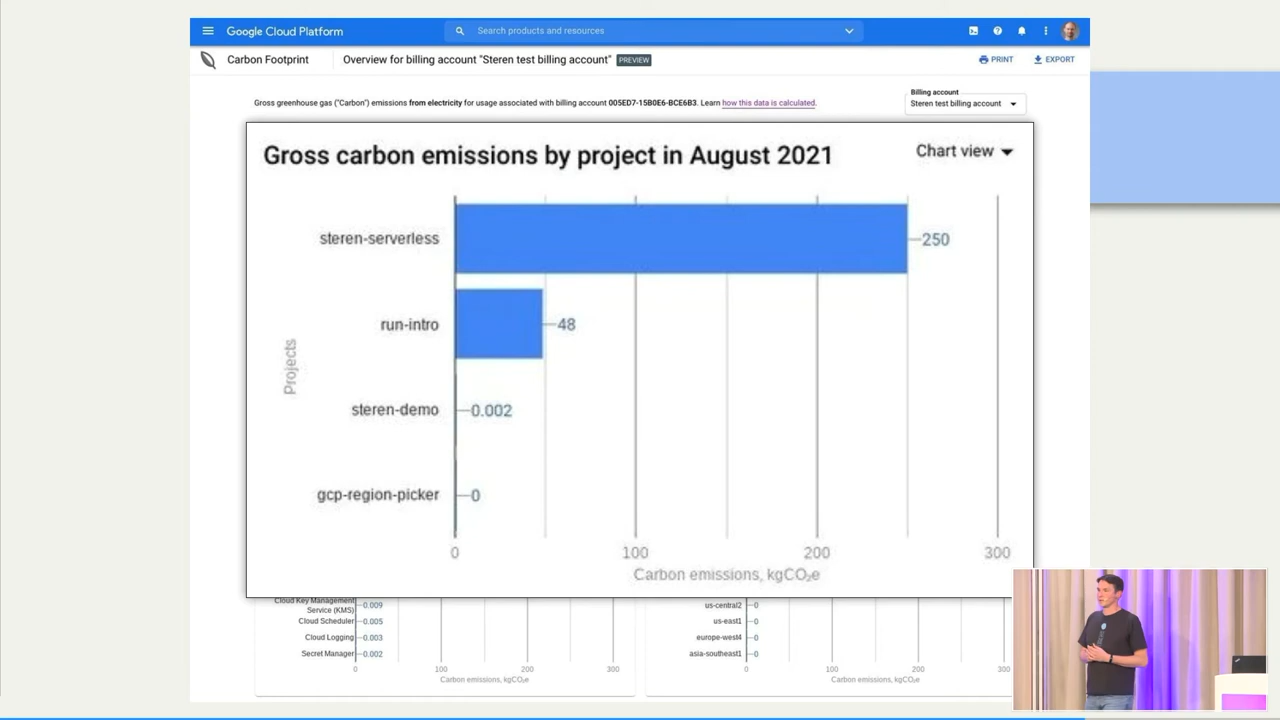 Google Cloud Platform
Search products and resources
Carbon Footprint
Overview for billing account "Steren test billing account"
PREVIEW
PRINT
EXPORT
Gross greenhouse gas ("Carbon") emissions from electricity for usage associated with billing account 005ED7-15B0E6-BCE6B3. Learn how this data is calculated.
Billing account
Steren test billing account
Gross carbon emissions by project in August 2021
Chart view
steren-serverless
250
run-intro
48
steren-demo
0.002
gcp-region-picker
0
Projects
0 100 200 300
Carbon emissions, kgCO₂e
Cloud Key Management
Service (KMS)
0.009
Cloud Scheduler
0.005
Cloud Logging
0.003
Secret Manager
0.002
0 100 200 300
Carbon emissions, kgCO₂e
us-central2
0
us-east1
0
europe-west4
0
asia-southeast1
0
0 100 200 300
Carbon emissions, kgCO₂e